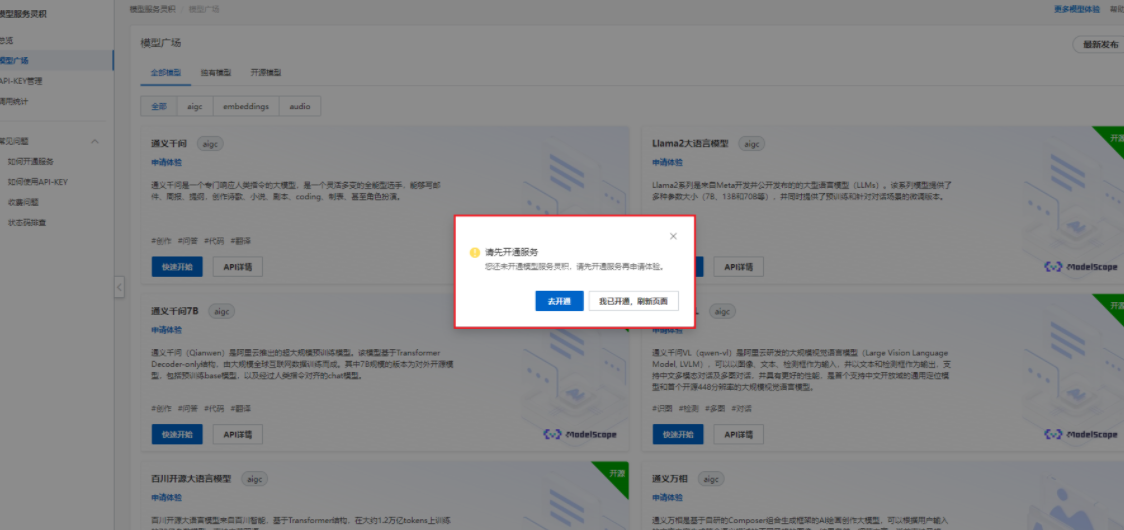 模型服务灵积
模型服务灵积 / 模型广场
更多模型体验
总览
模型广场
API-KEY管理
调用统计
常见问题
如何开通服务
如何使用API-KEY
收费问题
状态码排查
模型广场
最新发布
全部模型 独有模型 开源模型
全部 aigc embeddings audio
通义千问 aigc
申请体验
通义千问是一个专门响应人类指令的大模型，是一个灵活多变的全能型选手，能够写邮
件、周报、提纲，创作诗歌、小说、剧本、coding、制表、甚至角色扮演。
#创作 #问答 #代码 #翻译
快速开始 API详情
Llama2大语言模型 aigc
申请体验
Llama2系列是来自Meta开发并公开发布的的大型语言模型（LLMs）。该系列模型提供了
多种参数大小（7B、13B和70B等），并同时提供了预训练和针对对话场景的微调版本。
API详情
ModelScope
请先开通服务
您还未开通模型服务灵积，请先开通服务再申请体验。
去开通 我已开通，刷新页面
通义千问7B aigc
申请体验
通义千问（Qianwen）是阿里云推出的超大规模预训练模型。该模型基于Transformer
Decoder-only结构，由大规模全球互联网数据训练而成。其中7B规模的版本为对外开源模
型，包括预训练base模型，以及经过人类指令对齐的chat模型。
#创作 #问答 #代码 #翻译
快速开始 API详情
ModelScope
aigc
申请体验
通义千问VL（qwen-vl）是阿里云研发的大规模视觉语言模型（Large Vision Language
Model, LVLM），可以以图像、文本、检测框作为输入，并以文本和检测框作为输出，支
持中文多模态对话及多图对话，并具有更好的性能，是首个支持中文开放域的通用定位模
型和首个开源448分辨率的大规模视觉语言模型。
#识图 #检测 #多图 #对话
快速开始 API详情
ModelScope
百川开源大语言模型 aigc
开源
申请体验
百川开源大语言模型来自百川智能，基于Transformer结构，在大约1.2万亿tokens上训练
通义万相 aigc
申请体验
通义万相是基于自研的Composer组合生成框架的AI绘画创作大模型，可以根据用户输入